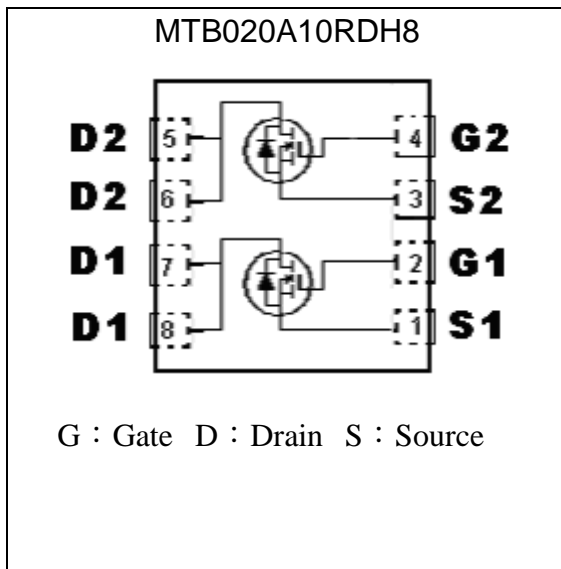 MTB020A10RDH8
D2 5 4 G2
D2 6 3 S2
D1 7 2 G1
D1 8 1 S1
G：Gate D：Drain S：Source